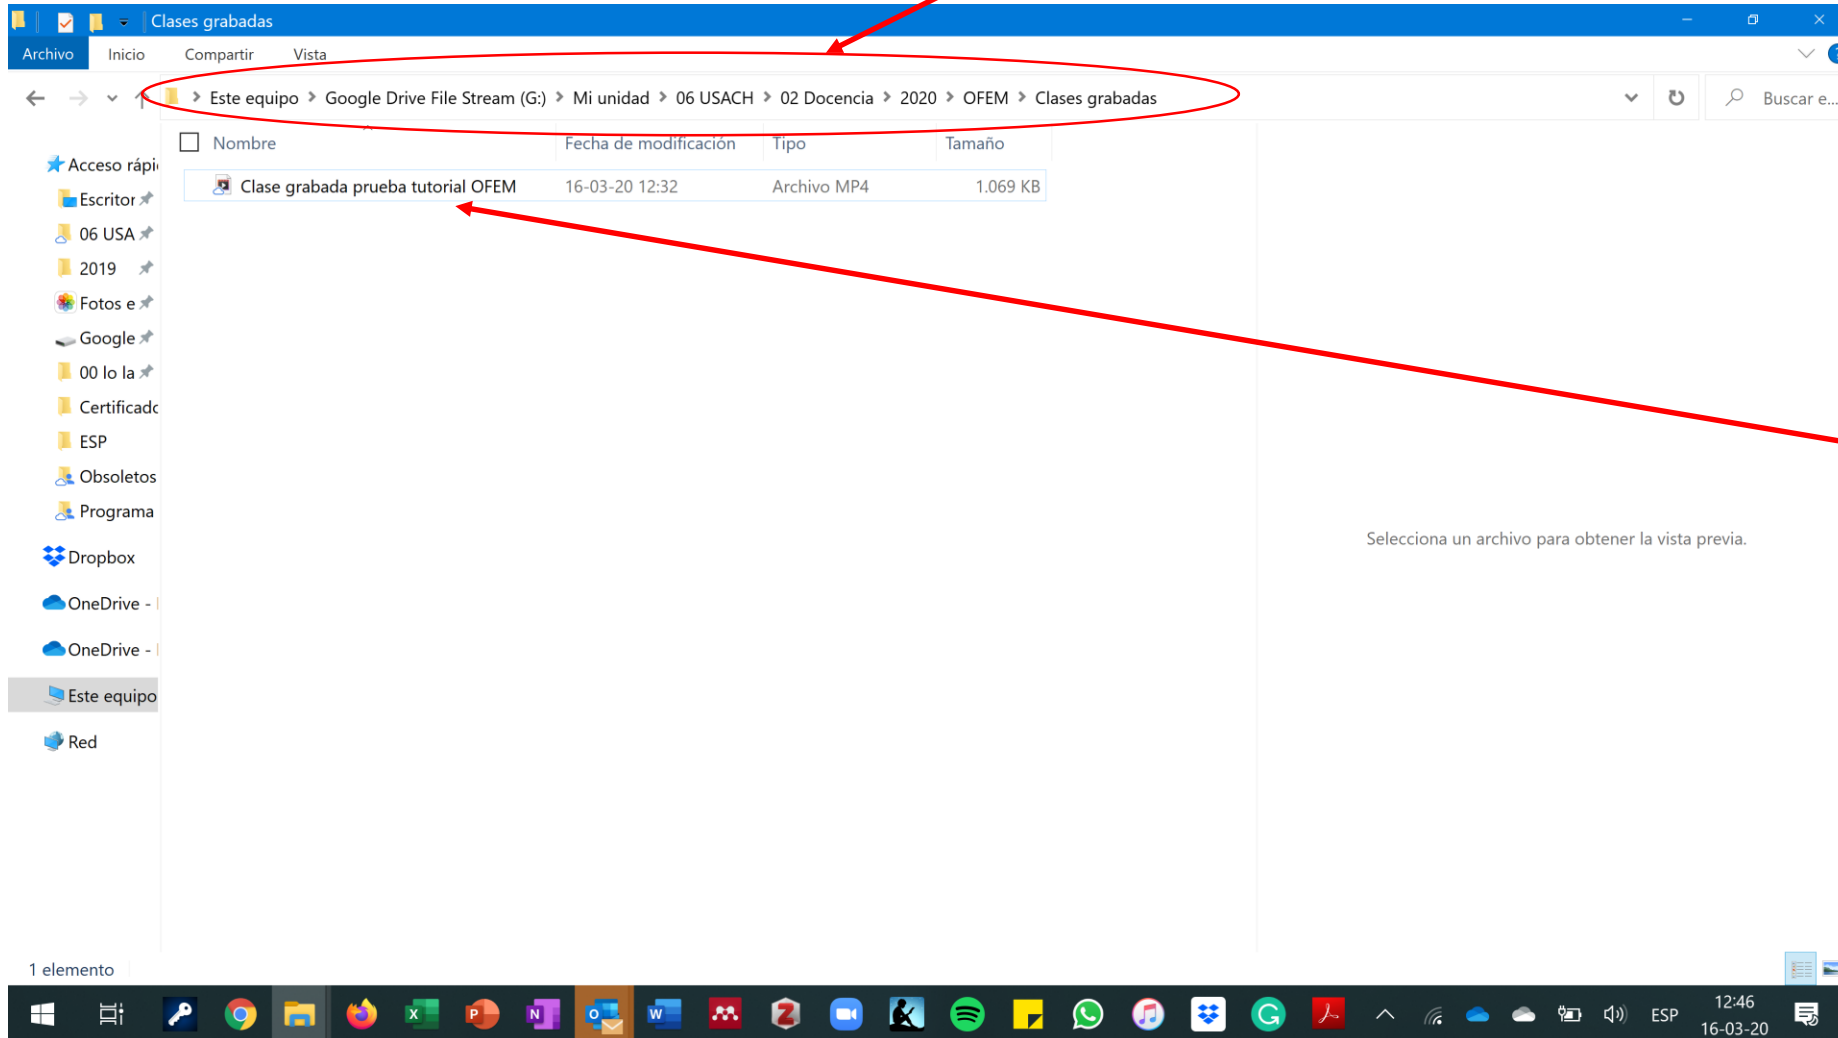 Clases grabadas
Archivo Inicio Compartir Vista
Este equipo > Google Drive File Stream (G:) > Mi unidad > 06 USACH > 02 Docencia > 2020 > OFEM > Clases grabadas
Buscar e...
Nombre Fecha de modificación Tipo Tamaño
Clase grabada prueba tutorial OFEM 16-03-20 12:32 Archivo MP4 1.069 KB
Acceso rápi
Escritor
06 USA
2019
Fotos e
Google
00 lo la
Certificado
ESP
Obsoletos
Programa
Dropbox
OneDrive -
OneDrive -
Este equipo
Red
Selecciona un archivo para obtener la vista previa.
1 elemento
ESP
12:46
16-03-20